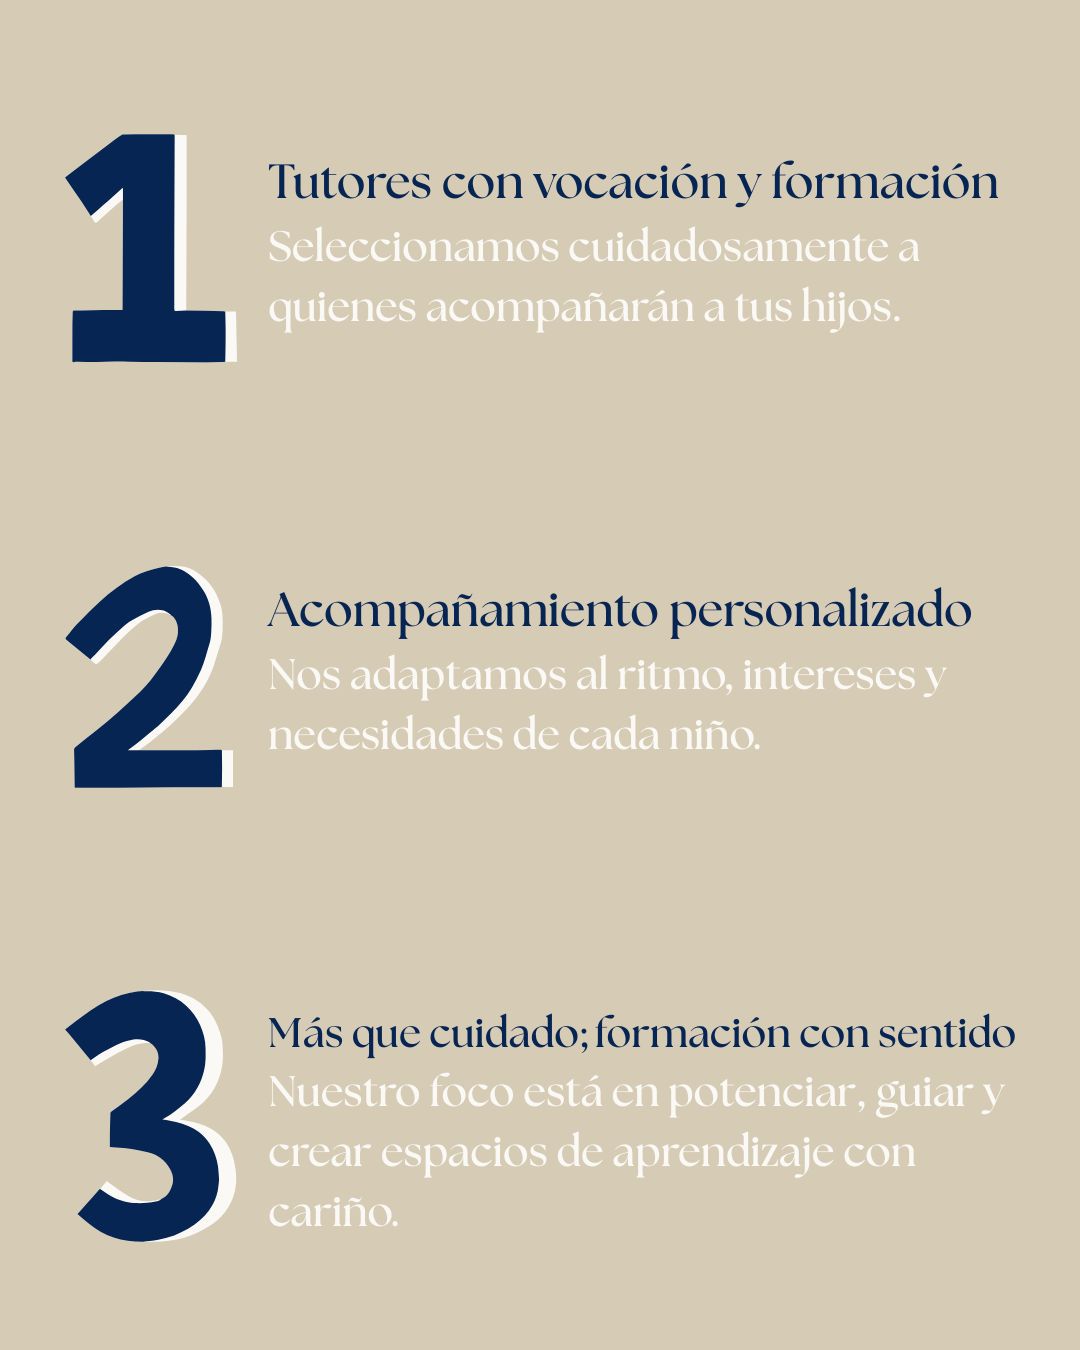 1
Tutores con vocación y formación
Seleccionamos cuidadosamente a
quienes acompañarán a tus hijos.
2
Acompañamiento personalizado
Nos adaptamos al ritmo, intereses y
necesidades de cada niño.
3
Más que cuidado; formación con sentido
Nuestro foco está en potenciar, guiar y
crear espacios de aprendizaje con
cariño.